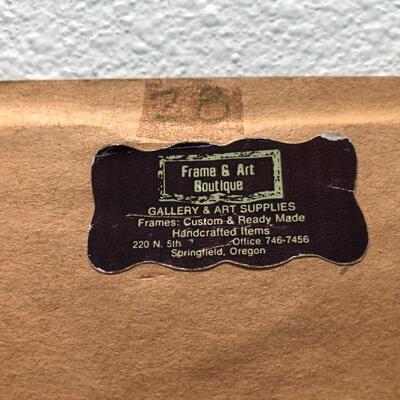 28
Frame & Art
Boutique
GALLERY & ART SUPPLIES
Frames: Custom & Ready Made
Handcrafted Items
220 N. 5th Office 746-7456
Springfield, Oregon